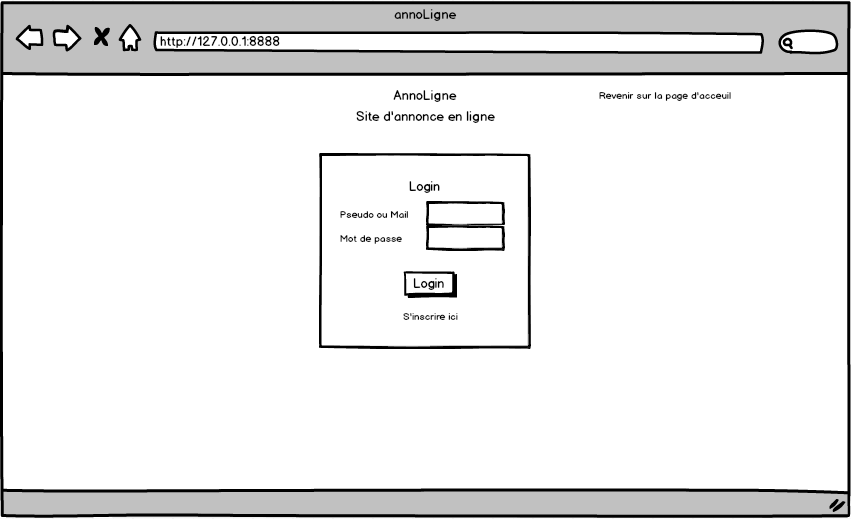 annoLigne
http://127.0.0.1:8888
AnnoLigne
Revenir sur la page d'acceuil
Site d'annonce en ligne
Login
Pseudo ou Mail
Mot de passe
Login
S'inscrire ici